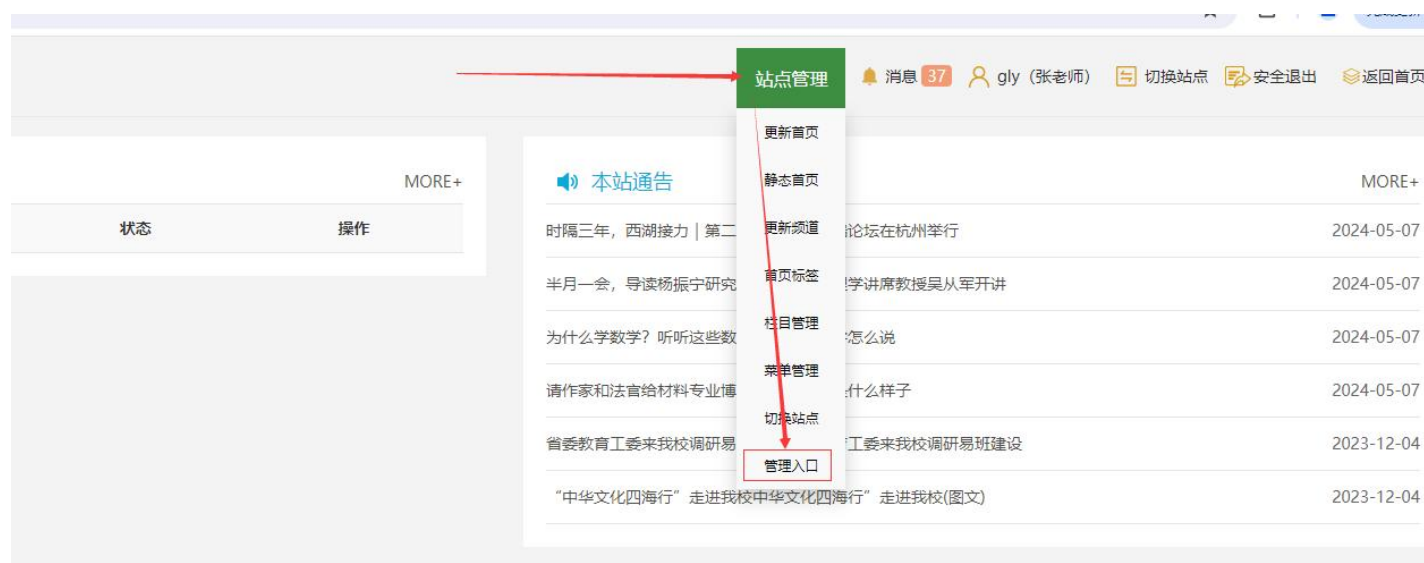 站点管理 消息 37 gly（张老师） 切换站点 安全退出 返回首页
更新首页
静态首页
更新频道
首页标签
栏目管理
菜单管理
切换站点
管理入口
MORE+
状态 操作
本站通告 MORE+
时隔三年，西湖接力 | 第二 论坛在杭州举行 2024-05-07
半月一会，导读杨振宁研究 学讲席教授吴从军开讲 2024-05-07
为什么学数学？听听这些数 怎么说 2024-05-07
请作家和法官给材料专业博 什么样子 2024-05-07
省委教育工委来我校调研易 工委来我校调研易班建设 2023-12-04
“中华文化四海行”走进我校中华文化四海行”走进我校(图文) 2023-12-04